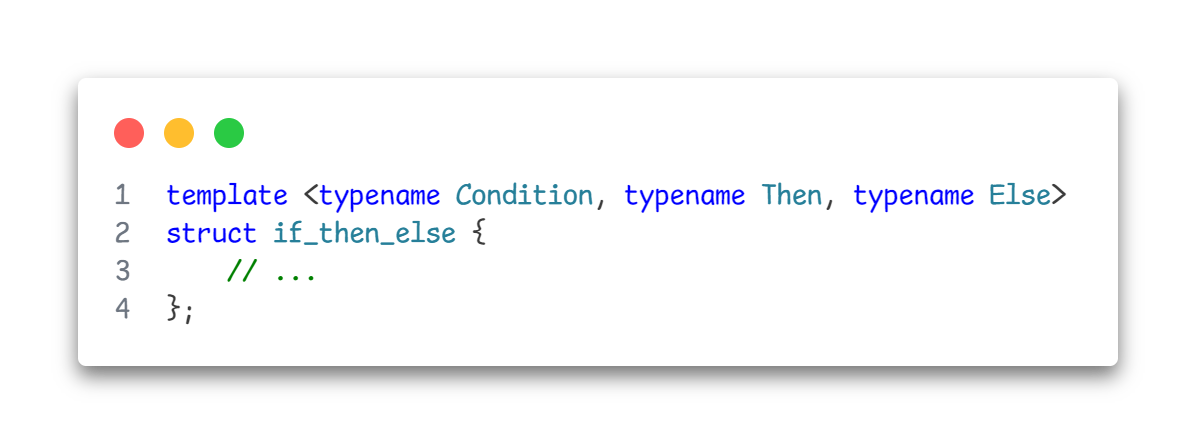 1 template <typename Condition, typename Then, typename Else>
2 struct if_then_else {
3     // ...
4 };